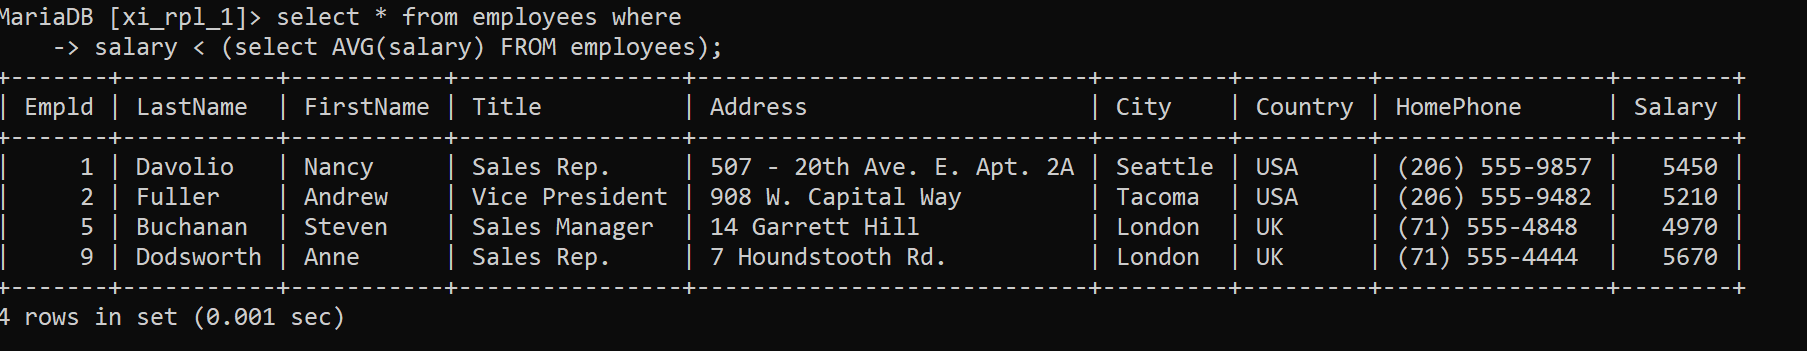 MariaDB [xi_rpl_1]> select * from employees where
    -> salary < (select AVG(salary) FROM employees);
+-------+-----------+-----------+----------------+----------------------------+---------+---------+----------------+--------+
| Empld | LastName  | FirstName | Title          | Address                    | City    | Country | HomePhone      | Salary |
+-------+-----------+-----------+----------------+----------------------------+---------+---------+----------------+--------+
|     1 | Davolio   | Nancy     | Sales Rep.     | 507 - 20th Ave. E. Apt. 2A | Seattle | USA     | (206) 555-9857 |   5450 |
|     2 | Fuller    | Andrew    | Vice President | 908 W. Capital Way         | Tacoma  | USA     | (206) 555-9482 |   5210 |
|     5 | Buchanan  | Steven    | Sales Manager  | 14 Garrett Hill            | London  | UK      | (71) 555-4848  |   4970 |
|     9 | Dodsworth | Anne      | Sales Rep.     | 7 Houndstooth Rd.          | London  | UK      | (71) 555-4444  |   5670 |
+-------+-----------+-----------+----------------+----------------------------+---------+---------+----------------+--------+
4 rows in set (0.001 sec)